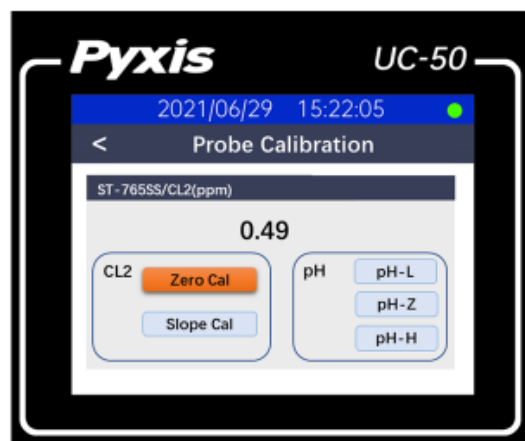 Pyxis UC-50
2021/06/29 15:22:05
< Probe Calibration
ST-765SS/CL2(ppm)
0.49
CL2
Zero Cal
Slope Cal
pH
pH-L
pH-Z
pH-H